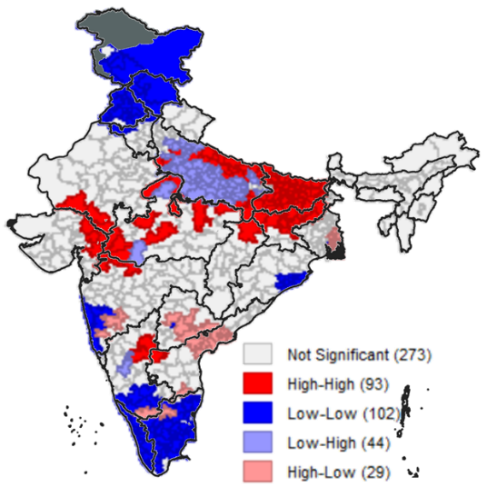 Not Significant (273)
High-High (93)
Low-Low (102)
Low-High (44)
High-Low (29)